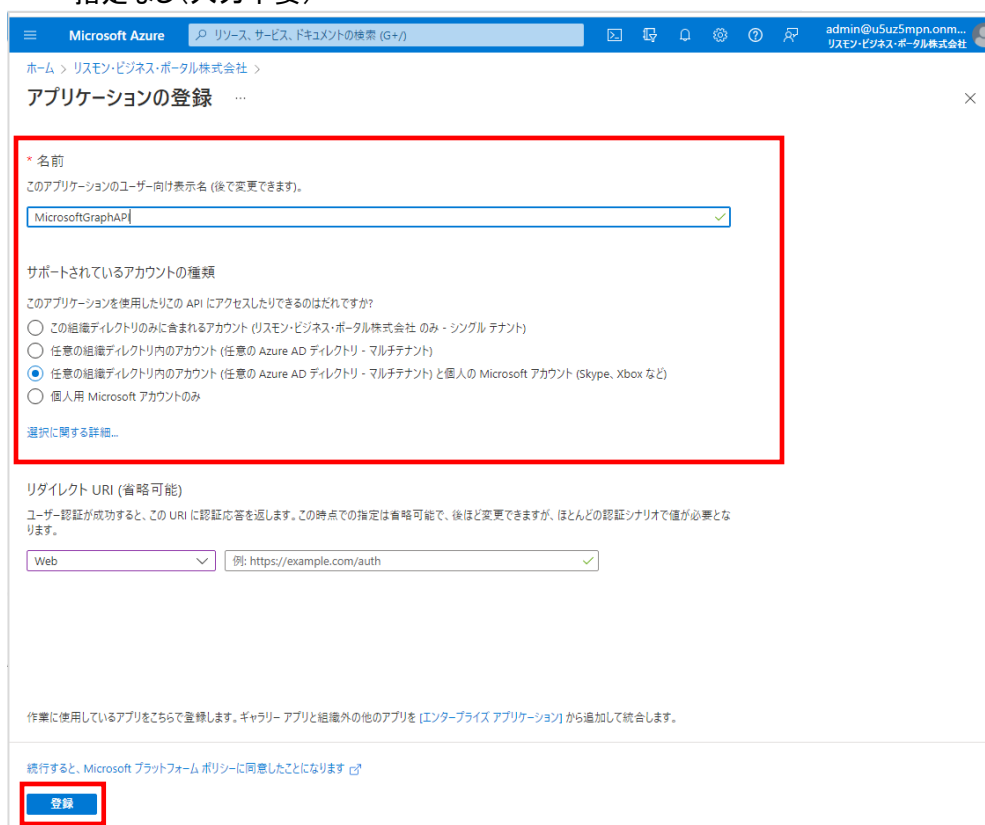 指定なし(入力不要)
Microsoft Azure
リソース、サービス、ドキュメントの検索 (G+/)
admin@u5uz5mpn.onm...
リスモン・ビジネス・ポータル株式会社
ホーム > リスモン・ビジネス・ポータル株式会社 >
アプリケーションの登録 …
* 名前
このアプリケーションのユーザー向け表示名 (後で変更できます)。
MicrosoftGraphAPI
サポートされているアカウントの種類
このアプリケーションを使用したりこの API にアクセスしたりできるのはだれですか?
この組織ディレクトリのみに含まれるアカウント (リスモン・ビジネス・ポータル株式会社 のみ - シングル テナント)
任意の組織ディレクトリ内のアカウント (任意の Azure AD ディレクトリ - マルチテナント)
任意の組織ディレクトリ内のアカウント (任意の Azure AD ディレクトリ - マルチテナント) と個人の Microsoft アカウント (Skype、Xbox など)
個人用 Microsoft アカウントのみ
選択に関する詳細...
リダイレクト URI (省略可能)
ユーザー認証が成功すると、この URI に認証応答を返します。この時点での指定は省略可能で、後ほど変更できますが、ほとんどの認証シナリオで値が必要とな
ります。
Web
例: https://example.com/auth
作業に使用しているアプリをこちらで登録します。ギャラリー アプリと組織外の他のアプリを [エンタープライズ アプリケーション] から追加して統合します。
続行すると、Microsoft プラットフォーム ポリシーに同意したことになります
登録